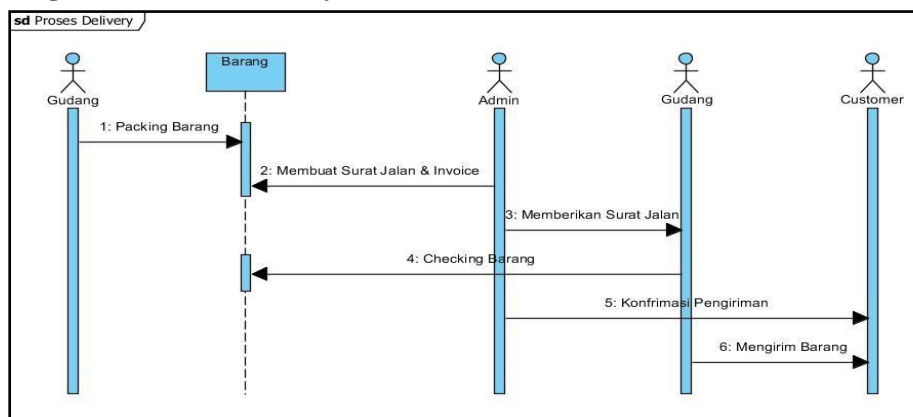 sd Proses Delivery
Barang
Gudang
Admin
Gudang
Customer
1: Packing Barang
2: Membuat Surat Jalan & Invoice
3: Memberikan Surat Jalan
4: Checking Barang
5: Konfrimasi Pengiriman
6: Mengirim Barang